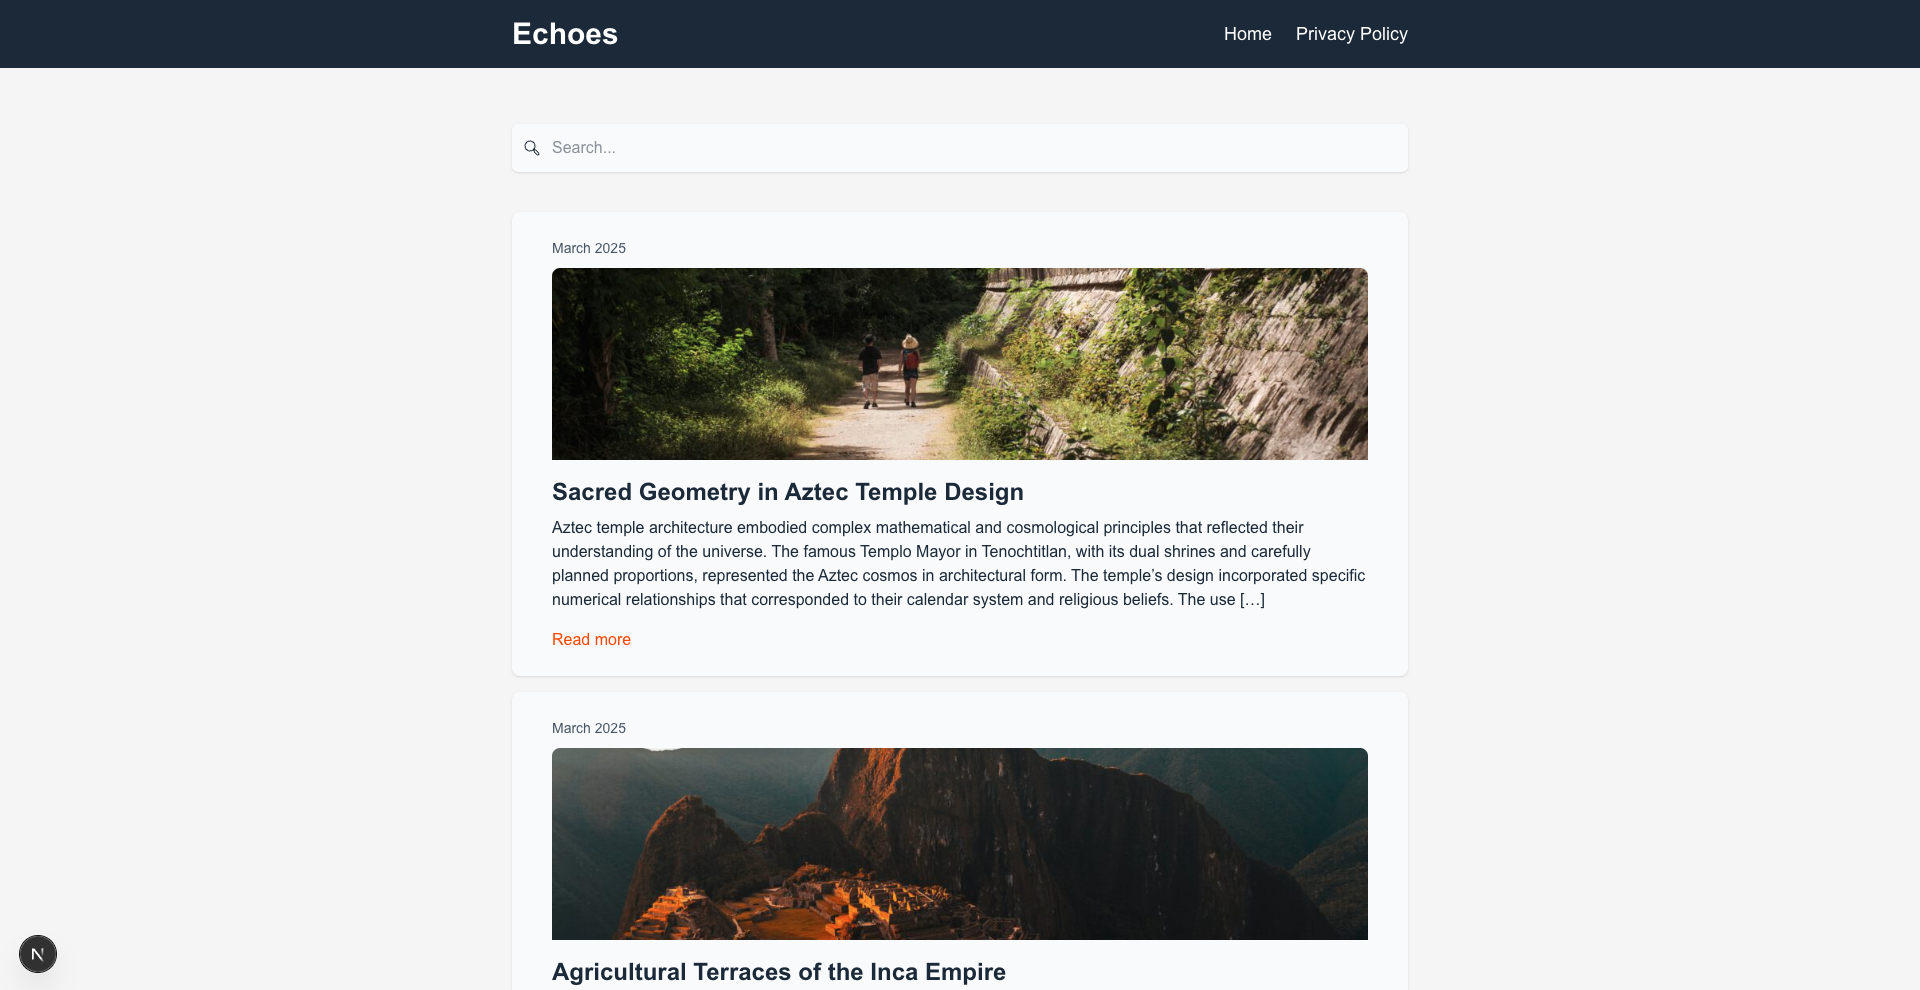 Echoes
Home
Privacy Policy
Search...
March 2025
Sacred Geometry in Aztec Temple Design
Aztec temple architecture embodied complex mathematical and cosmological principles that reflected their
understanding of the universe. The famous Templo Mayor in Tenochtitlan, with its dual shrines and carefully
planned proportions, represented the Aztec cosmos in architectural form. The temple’s design incorporated specific
numerical relationships that corresponded to their calendar system and religious beliefs. The use […]
Read more
March 2025
Agricultural Terraces of the Inca Empire
N